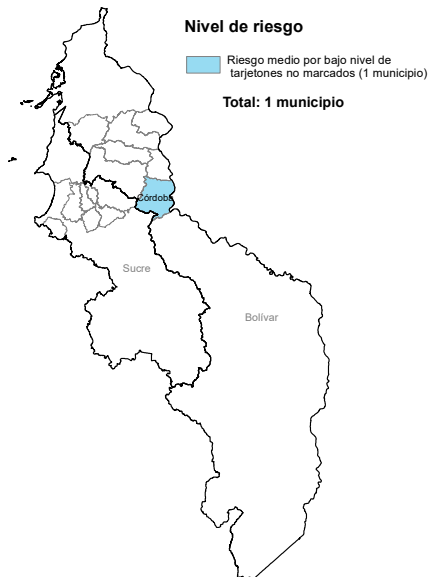 Nivel de riesgo
Riesgo medio por bajo nivel de
tarjetones no marcados (1 municipio)
Total: 1 municipio
Córdoba
Sucre
Bolívar